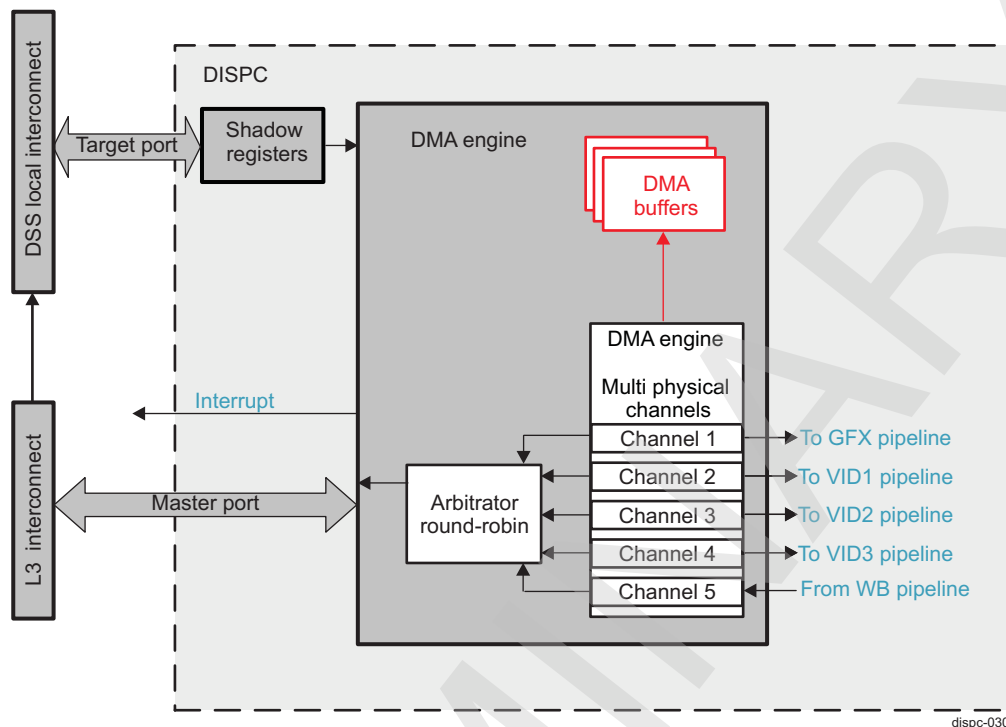 DISPC
DSS local interconnect
Target port
Shadow
registers
DMA engine
DMA
buffers
DMA engine
Multi physical
channels
Interrupt
Channel 1
To GFX pipeline
Channel 2
To VID1 pipeline
L3 interconnect
Master port
Arbitrator
round-robin
Channel 3
To VID2 pipeline
Channel 4
To VID3 pipeline
Channel 5
From WB pipeline
dispc-030